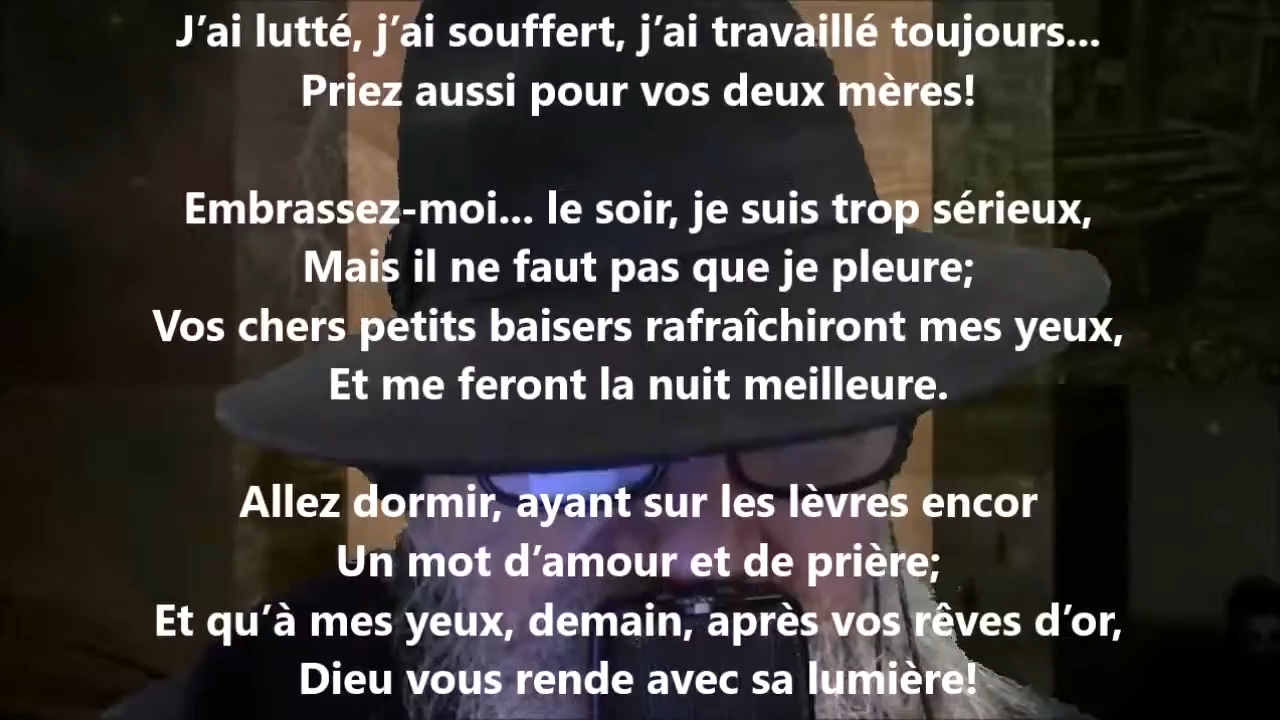 J’ai lutté, j’ai souffert, j’ai travaillé toujours...
Priez aussi pour vos deux mères!
Embrassez-moi... le soir, je suis trop sérieux,
Mais il ne faut pas que je pleure;
Vos chers petits baisers rafraîchiront mes yeux,
Et me feront la nuit meilleure.
Allez dormir, ayant sur les lèvres encor
Un mot d’amour et de prière;
Et qu’à mes yeux, demain, après vos rêves d’or,
Dieu vous rende avec sa lumière!